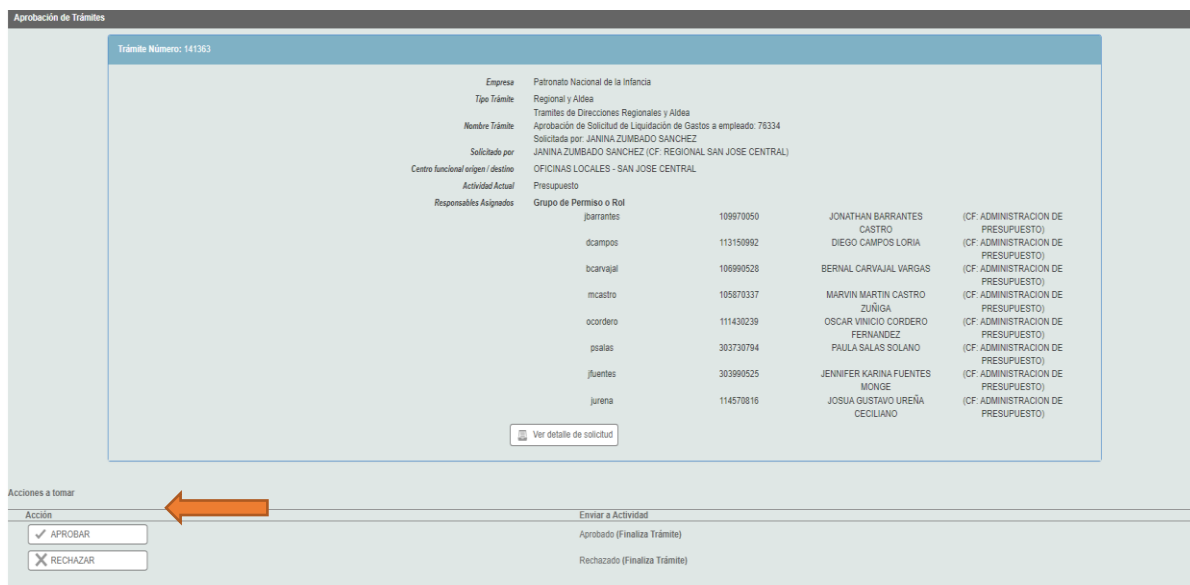 Aprobación de Trámites
Trámite Número: 141363
Empresa Patronato Nacional de la Infancia
Tipo Trámite Regional y Aldea
Tramites de Direcciones Regionales y Aldea
Nombre Trámite Aprobación de Solicitud de Liquidación de Gastos a empleado: 76334
Solicitada por: JANINA ZUMBADO SANCHEZ
Solicitado por JANINA ZUMBADO SANCHEZ (CF: REGIONAL SAN JOSE CENTRAL)
Centro funcional origen / destino OFICINAS LOCALES - SAN JOSE CENTRAL
Actividad Actual Presupuesto
Responsables Asignados Grupo de Permiso o Rol
jbarrantes 109970050 JONATHAN BARRANTES (CF: ADMINISTRACION DE
CASTRO PRESUPUESTO)
dcampos 113150992 DIEGO CAMPOS LORIA (CF: ADMINISTRACION DE
PRESUPUESTO)
bcarvajal 106990528 BERNAL CARVAJAL VARGAS (CF: ADMINISTRACION DE
PRESUPUESTO)
mcastro 105870337 MARVIN MARTIN CASTRO (CF: ADMINISTRACION DE
ZUÑIGA PRESUPUESTO)
ocordero 111430239 OSCAR VINICIO CORDERO (CF: ADMINISTRACION DE
FERNANDEZ PRESUPUESTO)
psalas 303730794 PAULA SALAS SOLANO (CF: ADMINISTRACION DE
PRESUPUESTO)
jfuentes 303990525 JENNIFER KARINA FUENTES (CF: ADMINISTRACION DE
MONGE PRESUPUESTO)
jurena 114570816 JOSUA GUSTAVO UREÑA (CF: ADMINISTRACION DE
CECILIANO PRESUPUESTO)
Ver detalle de solicitud
Acciones a tomar
Acción Enviar a Actividad
APROBAR Aprobado (Finaliza Trámite)
RECHAZAR Rechazado (Finaliza Trámite)